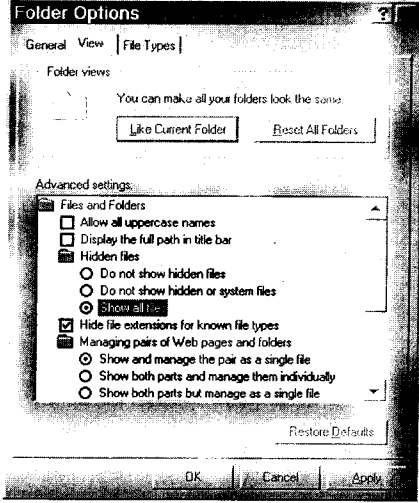 Folder Options ?
General View File Types
Folder views
You can make all your folders look the same.
Like Current Folder Reset All Folders
Advanced settings:
Files and Folders
Allow all uppercase names
Display the full path in title bar
Hidden files
Do not show hidden files
Do not show hidden or system files
Show all files
Hide file extensions for known file types
Managing pairs of Web pages and folders
Show and manage the pair as a single file
Show both parts and manage them individually
Show both parts but manage as a single file
Restore Defaults
OK Cancel Apply